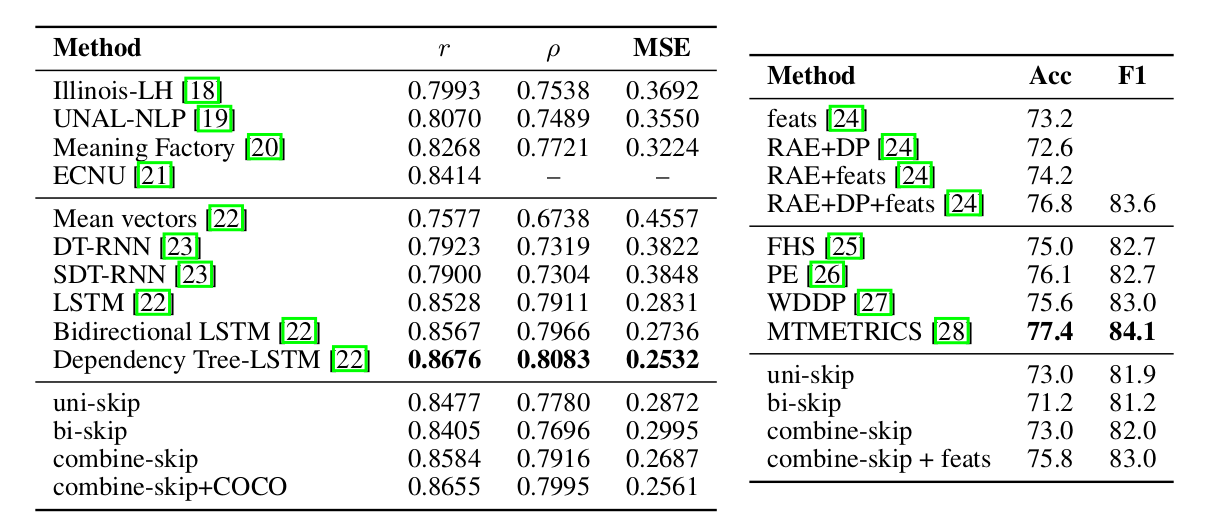 Method r ρ MSE
Illinois-LH [18] 0.7993 0.7538 0.3692
UNAL-NLP [19] 0.8070 0.7489 0.3550
Meaning Factory [20] 0.8268 0.7721 0.3224
ECNU [21] 0.8414 – –
Mean vectors [22] 0.7577 0.6738 0.4557
DT-RNN [23] 0.7923 0.7319 0.3822
SDT-RNN [23] 0.7900 0.7304 0.3848
LSTM [22] 0.8528 0.7911 0.2831
Bidirectional LSTM [22] 0.8567 0.7966 0.2736
Dependency Tree-LSTM [22] 0.8676 0.8083 0.2532
uni-skip 0.8477 0.7780 0.2872
bi-skip 0.8405 0.7696 0.2995
combine-skip 0.8584 0.7916 0.2687
combine-skip+COCO 0.8655 0.7995 0.2561
Method Acc F1
feats [24] 73.2
RAE+DP [24] 72.6
RAE+feats [24] 74.2
RAE+DP+feats [24] 76.8 83.6
FHS [25] 75.0 82.7
PE [26] 76.1 82.7
WDDP [27] 75.6 83.0
MTMETRICS [28] 77.4 84.1
uni-skip 73.0 81.9
bi-skip 71.2 81.2
combine-skip 73.0 82.0
combine-skip + feats 75.8 83.0